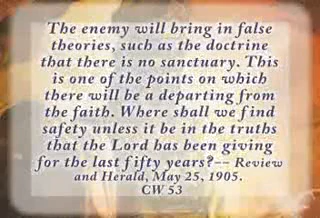 The enemy will bring in false
theories, such as the doctrine
that there is no sanctuary. This
is one of the points on which
there will be a departing from
the faith. Where shall we find
safety unless it be in the truths
that the Lord has been giving
for the last fifty years?-- Review
and Herald, May 25, 1905.
CW 53